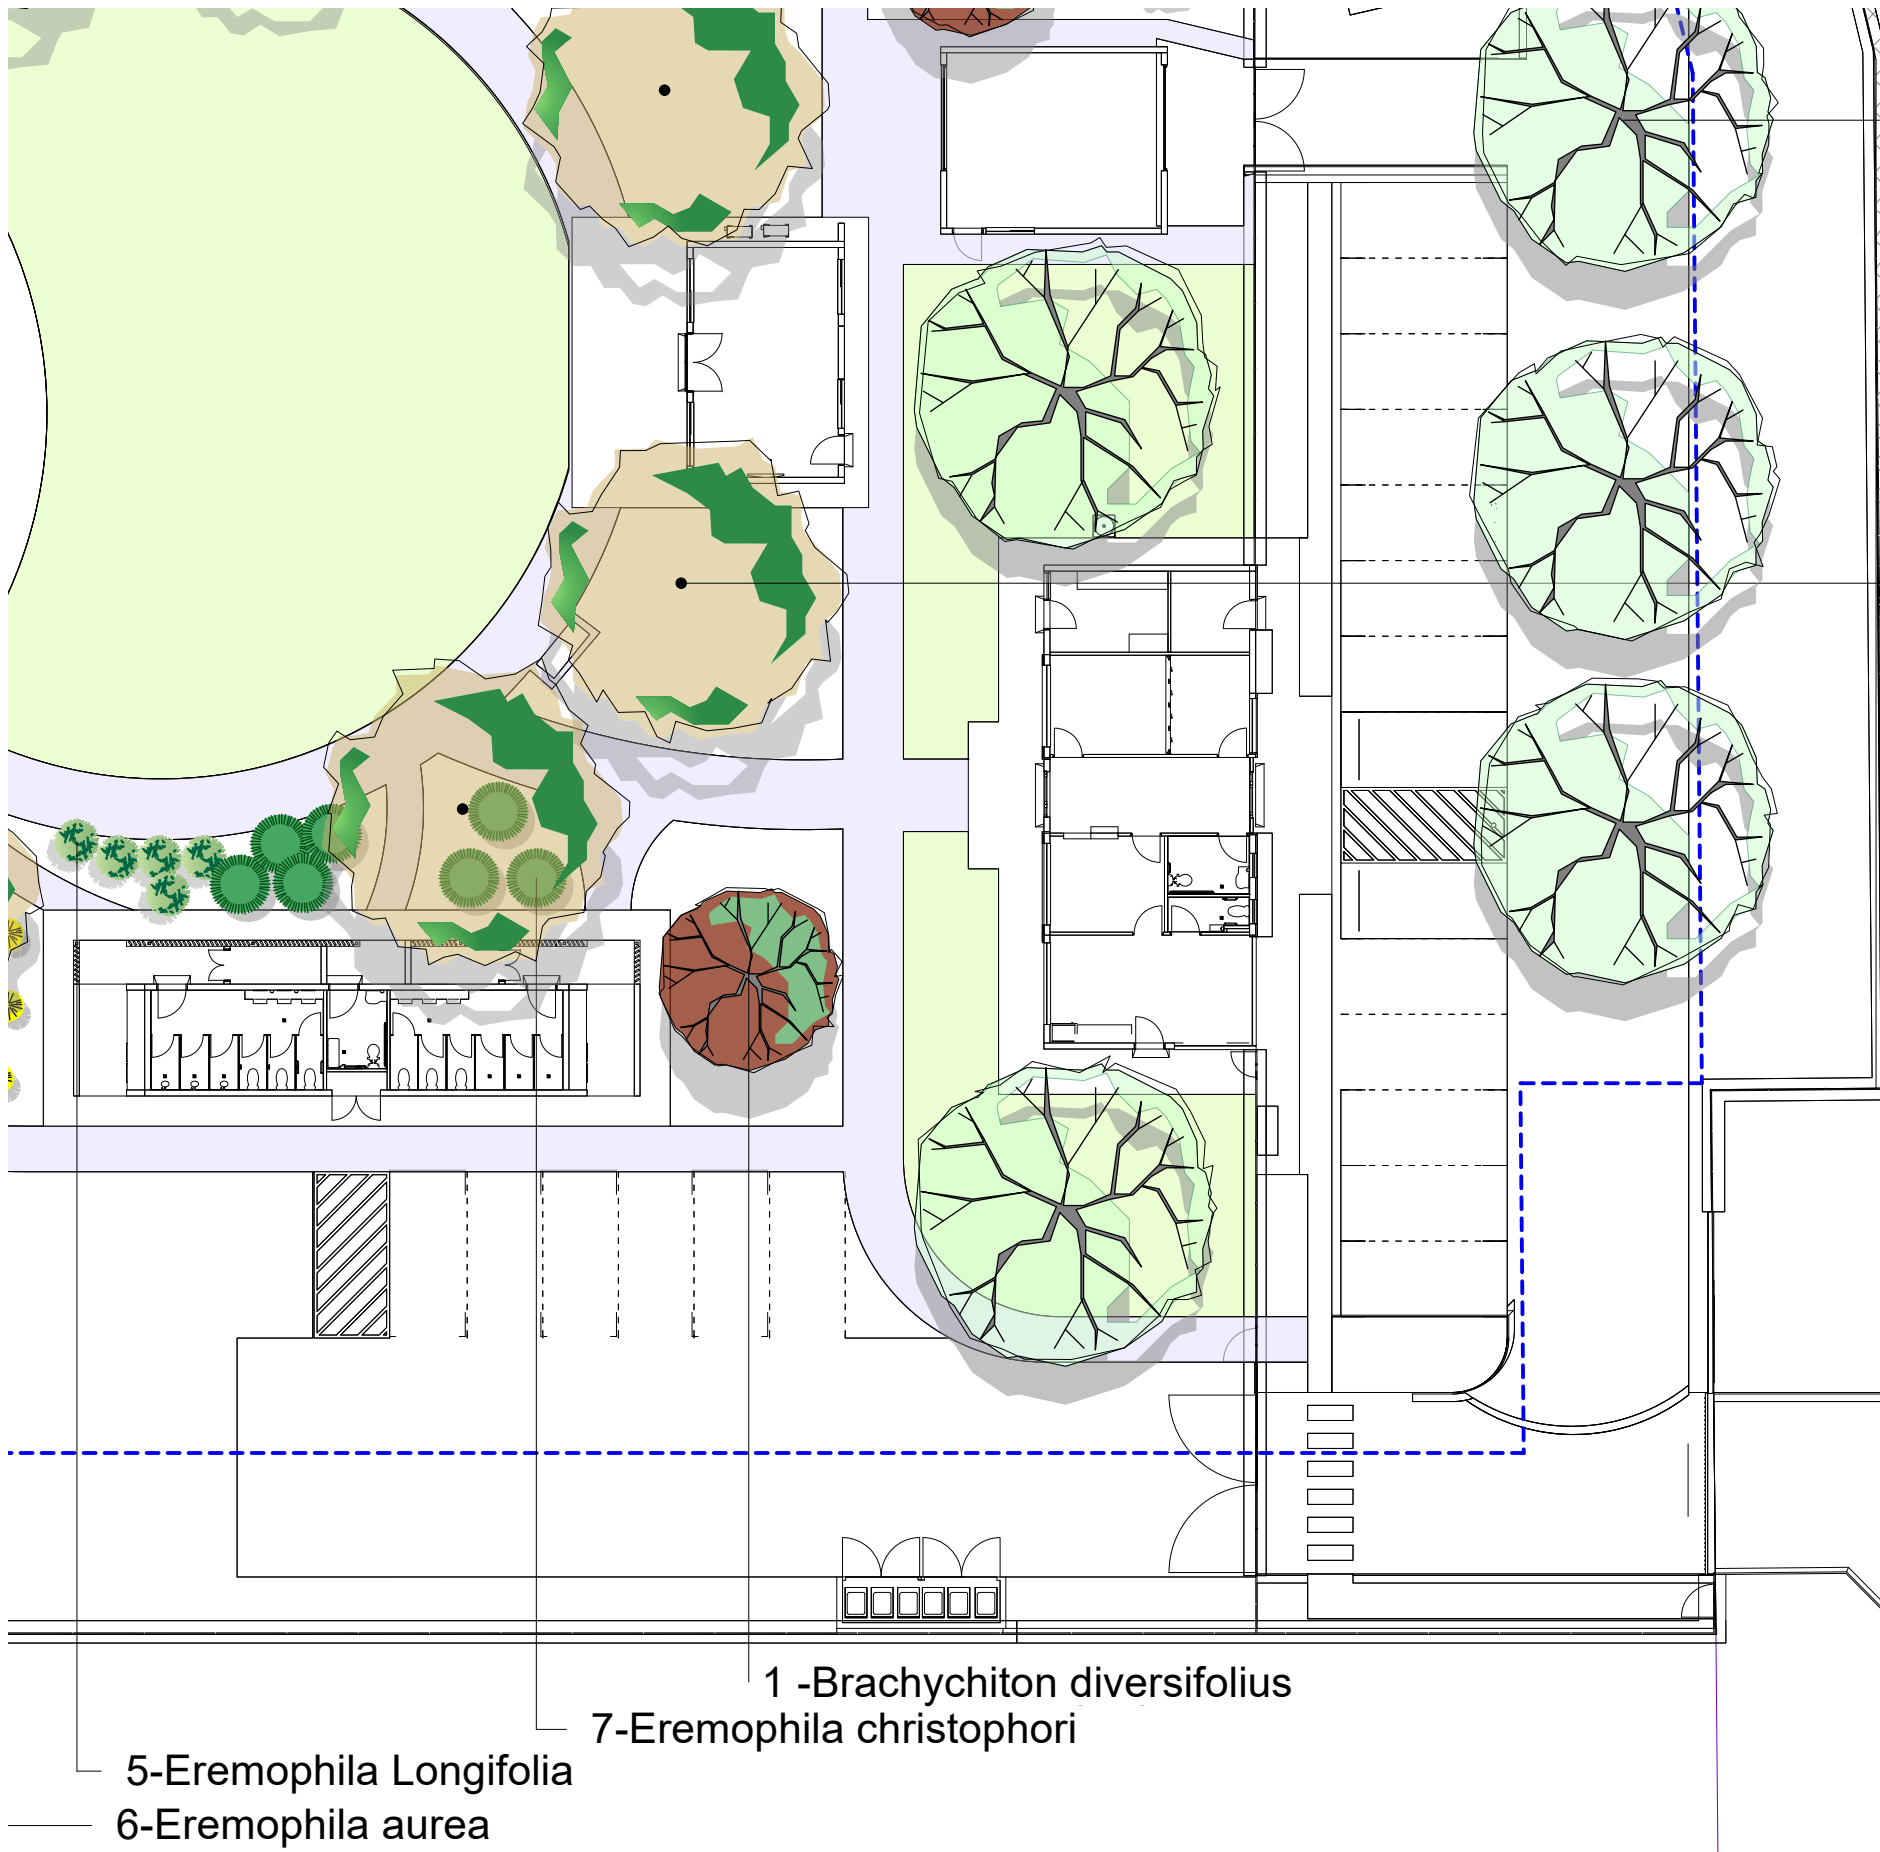 1 -Brachychiton diversifolius
7-Eremophila christophori
5-Eremophila Longifolia
6-Eremophila aurea